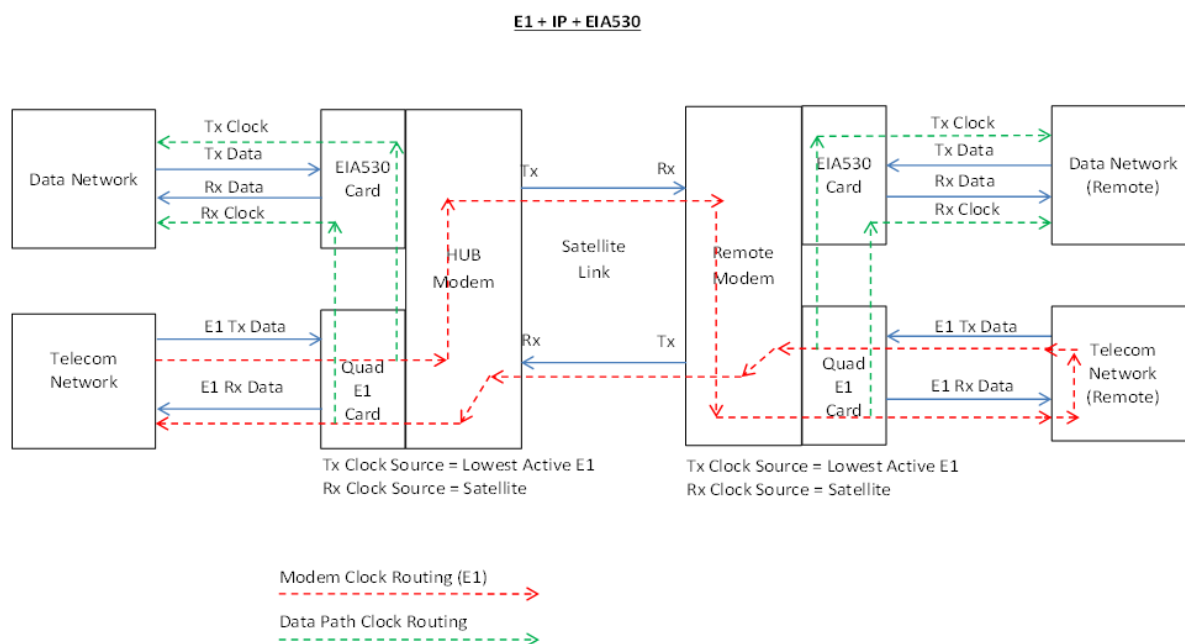 E1 + IP + EIA530
Tx Clock
Tx Data
Rx Data
Rx Clock
Data Network
EIA530
Card
HUB
Modem
Tx
Rx
Satellite
Link
Rx
Tx
Remote
Modem
EIA530
Card
Tx Clock
Tx Data
Rx Data
Rx Clock
Data Network
(Remote)
Telecom
Network
E1 Tx Data
E1 Rx Data
Quad
E1
Card
Quad
E1
Card
E1 Tx Data
E1 Rx Data
Telecom
Network
(Remote)
Tx Clock Source = Lowest Active E1
Rx Clock Source = Satellite
Tx Clock Source = Lowest Active E1
Rx Clock Source = Satellite
Modem Clock Routing (E1)
Data Path Clock Routing